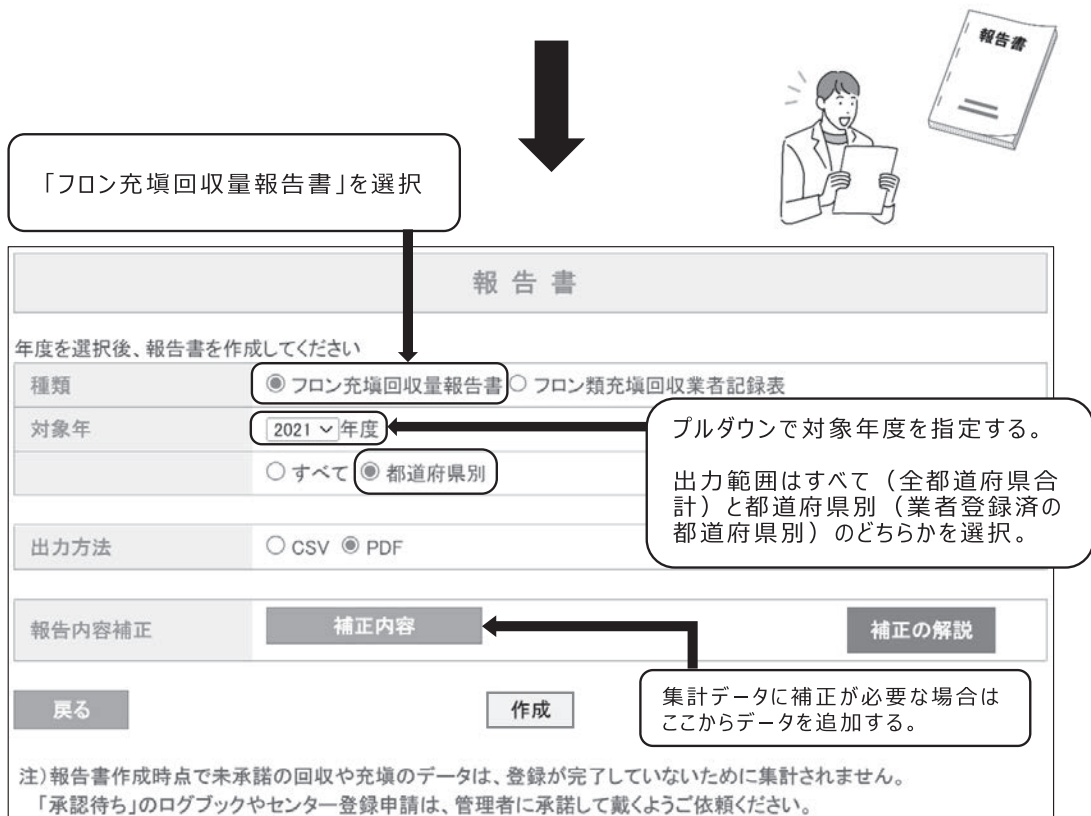 報告書
「フロン充塡回収量報告書」を選択
報 告 書
年度を選択後、報告書を作成してください
種類
フロン充塡回収量報告書
フロン類充塡回収業者記録表
対象年
2021
年度
すべて
都道府県別
プルダウンで対象年度を指定する。
出力範囲はすべて（全都道府県合
計）と都道府県別（業者登録済の
都道府県別）のどちらかを選択。
出力方法
CSV
PDF
報告内容補正
補正内容
補正の解説
集計データに補正が必要な場合は
ここからデータを追加する。
戻る
作成
注）報告書作成時点で未承諾の回収や充塡のデータは、登録が完了していないために集計されません。
「承認待ち」のログブックやセンター登録申請は、管理者に承諾して戴くようご依頼ください。